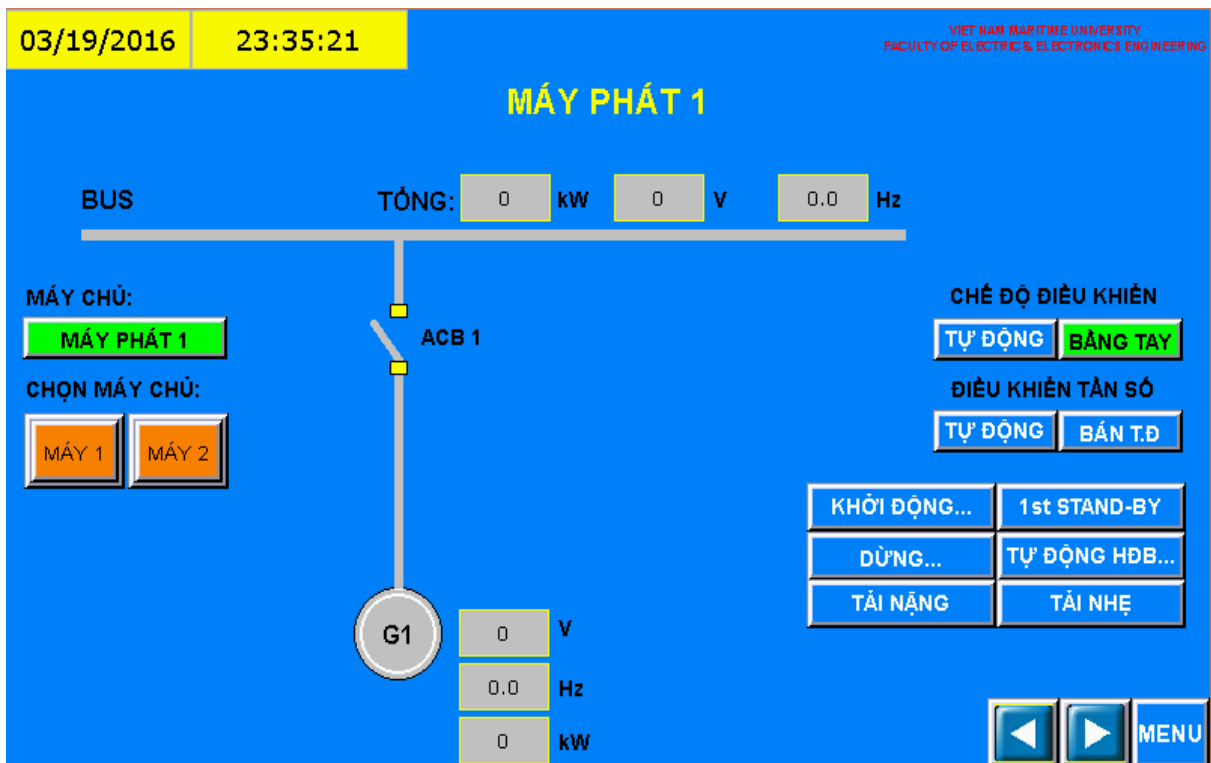 03/19/2016 23:35:21
VIET NAM MARITIME UNIVERSITY
FACULTY OF ELECTRIC & ELECTRONICS ENGINEERING
MÁY PHÁT 1
BUS TỔNG: 0 kW 0 V 0.0 Hz
MÁY CHỦ:
MÁY PHÁT 1
CHỌN MÁY CHỦ:
MÁY 1 MÁY 2
ACB 1
CHẾ ĐỘ ĐIỀU KHIỂN
TỰ ĐỘNG BẰNG TAY
ĐIỀU KHIỂN TẦN SỐ
TỰ ĐỘNG BÁN T.Đ
KHỞI ĐỘNG... 1st STAND-BY
DỪNG... TỰ ĐỘNG HĐB...
TẢI NẶNG TẢI NHẸ
G1
0 V
0.0 Hz
0 kW
MENU